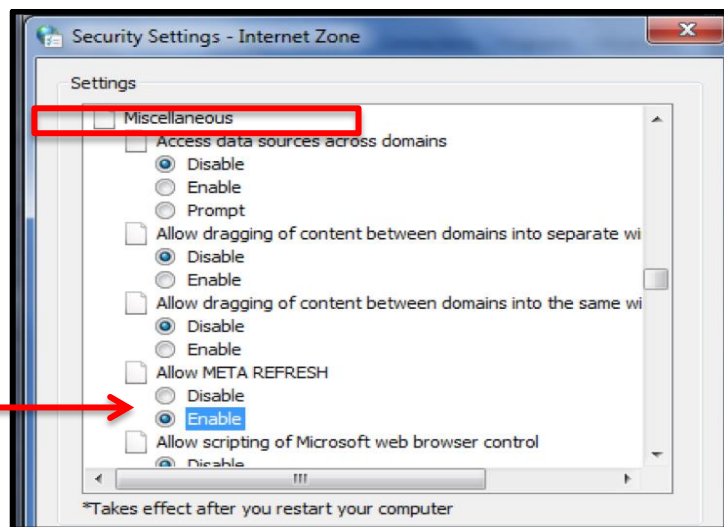 Security Settings - Internet Zone
Settings
Miscellaneous
Access data sources across domains
Disable
Enable
Prompt
Allow dragging of content between domains into separate wi
Disable
Enable
Allow dragging of content between domains into the same wi
Disable
Enable
Allow META REFRESH
Disable
Enable
Allow scripting of Microsoft web browser control
Disable
*Takes effect after you restart your computer